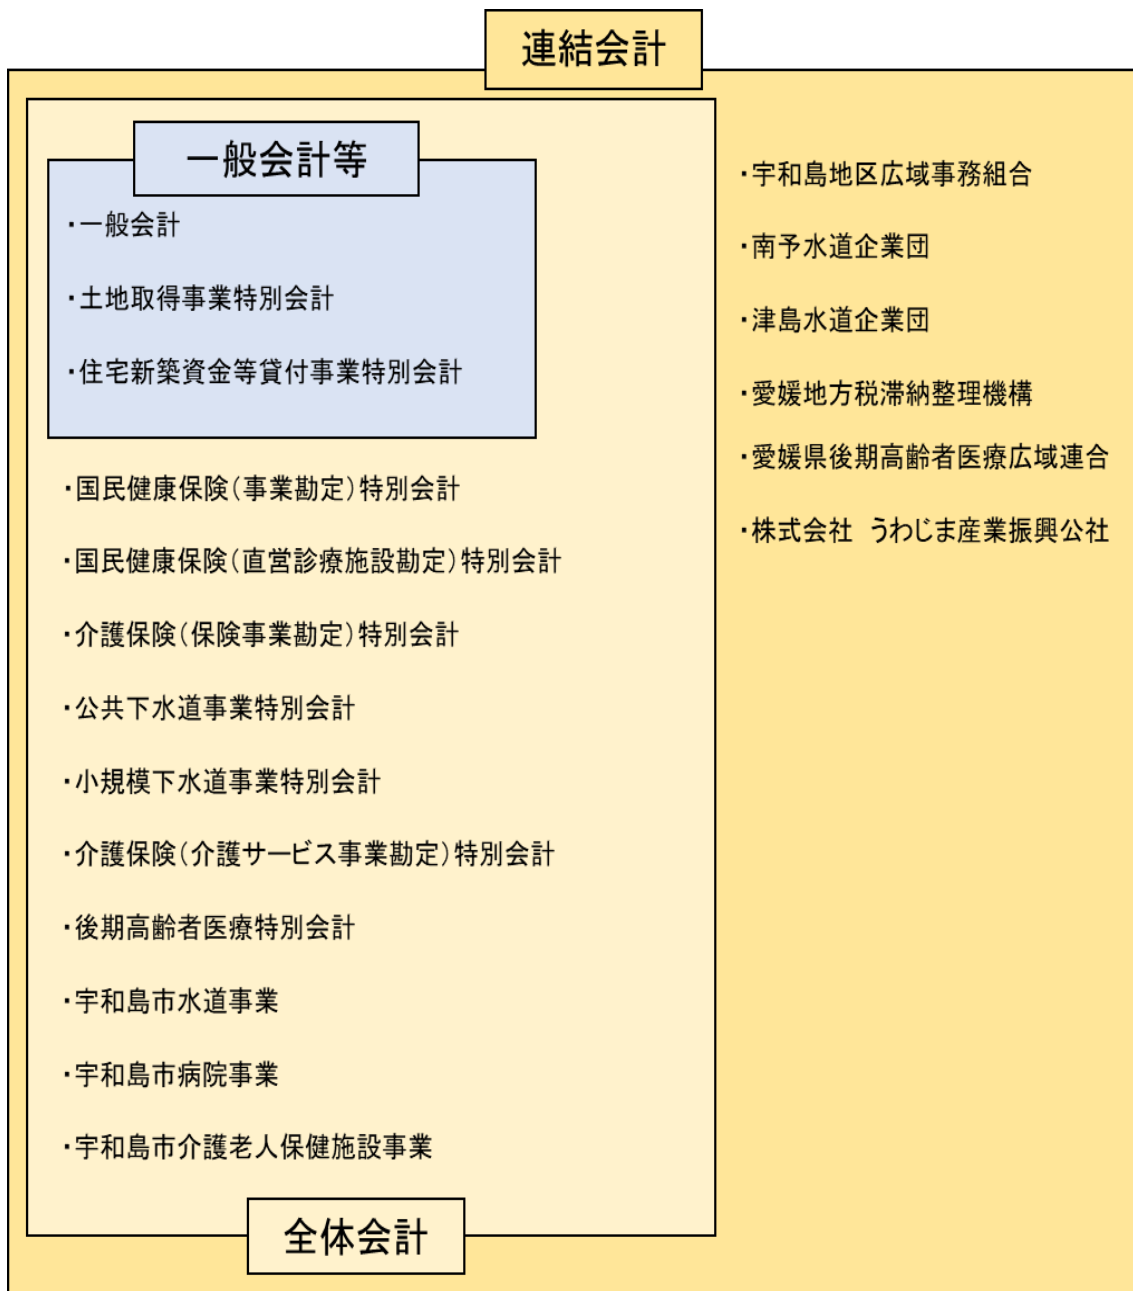 連結会計
一般会計等
・一般会計
・土地取得事業特別会計
・住宅新築資金等貸付事業特別会計
・国民健康保険（事業勘定）特別会計
・国民健康保険（直営診療施設勘定）特別会計
・介護保険（保険事業勘定）特別会計
・公共下水道事業特別会計
・小規模下水道事業特別会計
・介護保険（介護サービス事業勘定）特別会計
・後期高齢者医療特別会計
・宇和島市水道事業
・宇和島市病院事業
・宇和島市介護老人保健施設事業
全体会計
・宇和島地区広域事務組合
・南予水道企業団
・津島水道企業団
・愛媛地方税滞納整理機構
・愛媛県後期高齢者医療広域連合
・株式会社　うわじま産業振興公社